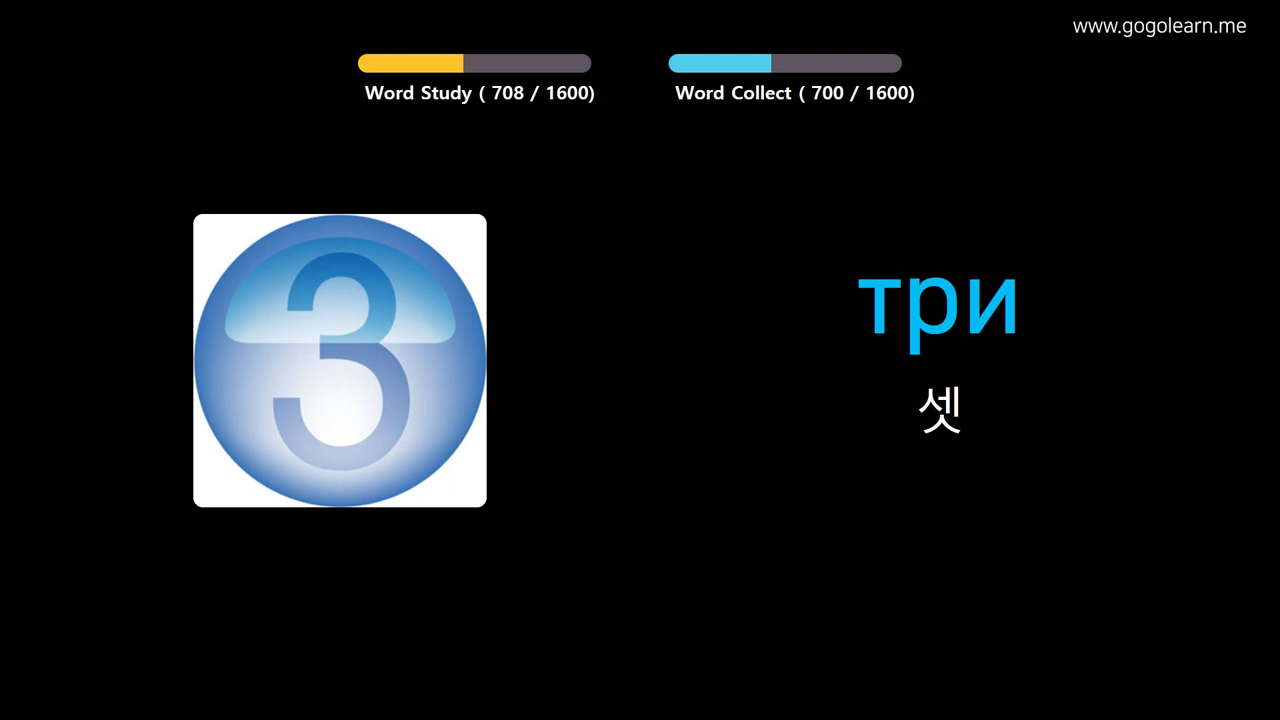 www.gogolearn.me
Word Study ( 708 / 1600)
Word Collect ( 700 / 1600)
3
три
셋